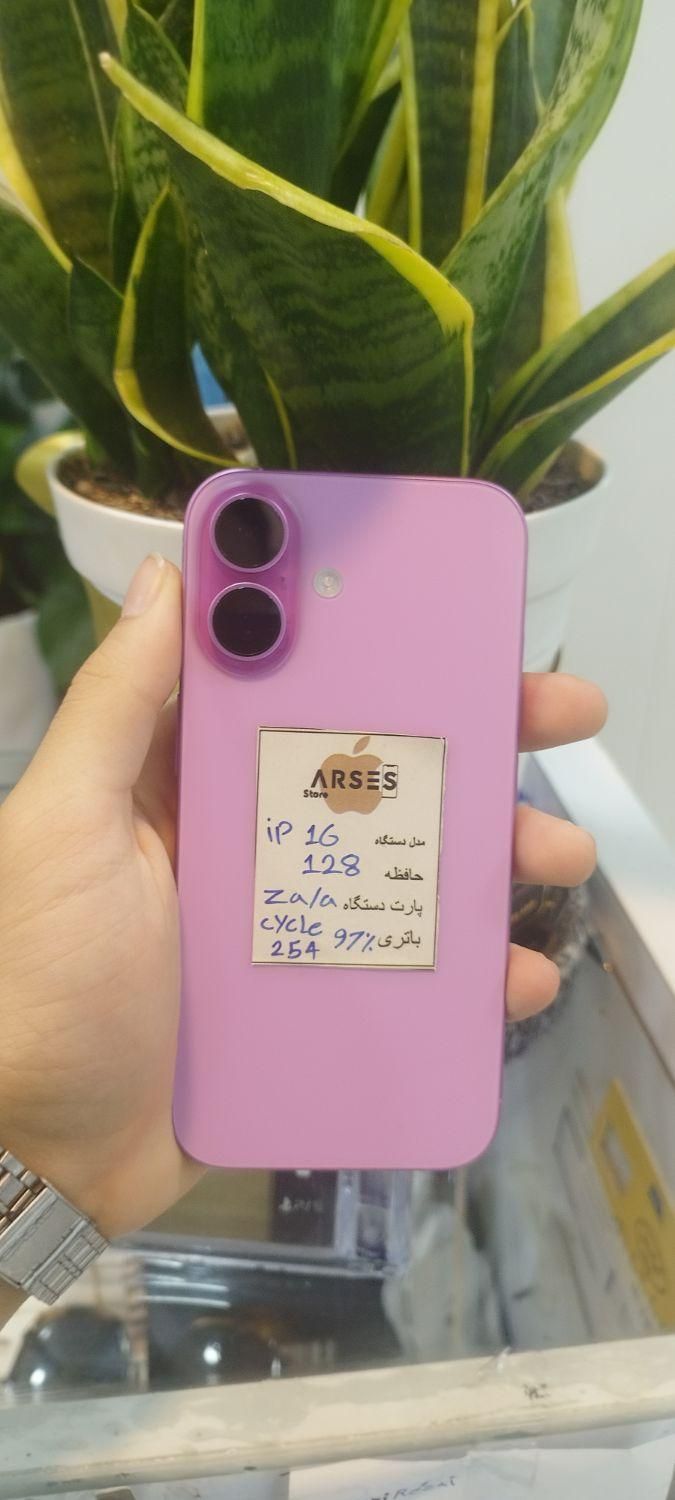 ARSES
Store
مدل دستگاه iP 16
حافظه 128
پارت دستگاه Za/a
باتری 97% cycle
254